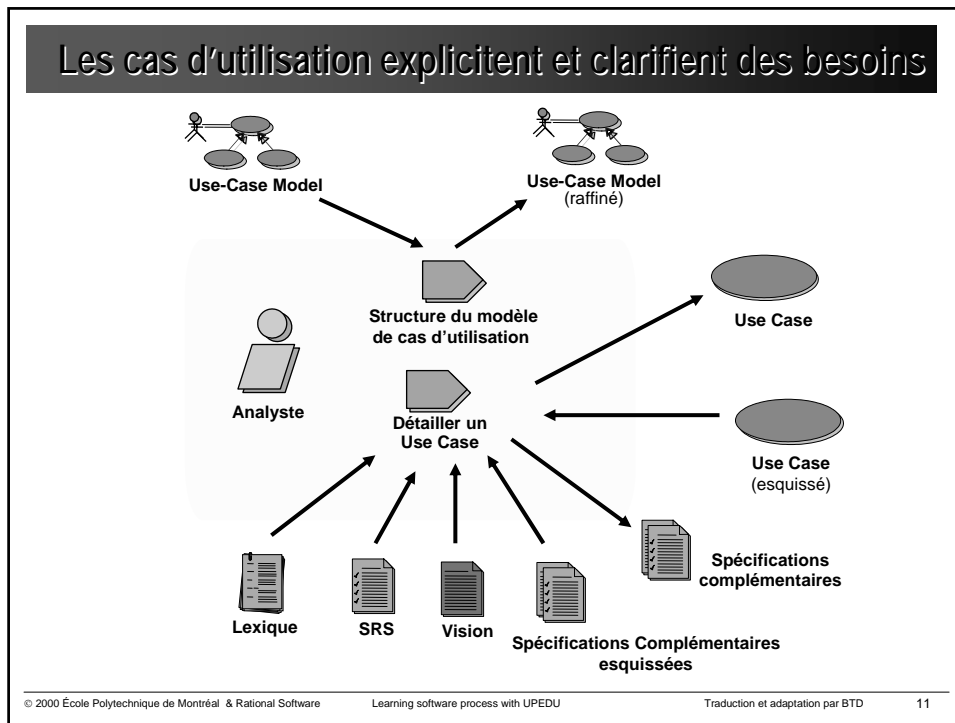 Les cas d'utilisation explicitent et clarifient des besoins
Use-Case Model
Use-Case Model
(raffiné)
Structure du modèle
de cas d'utilisation
Use Case
Analyste
Détailler un
Use Case
Use Case
(esquissé)
Spécifications
complémentaires
Lexique
SRS
Vision
Spécifications Complémentaires
esquissées
© 2000 École Polytechnique de Montréal & Rational Software
Learning software process with UPEDU
Traduction et adaptation par BTD
11